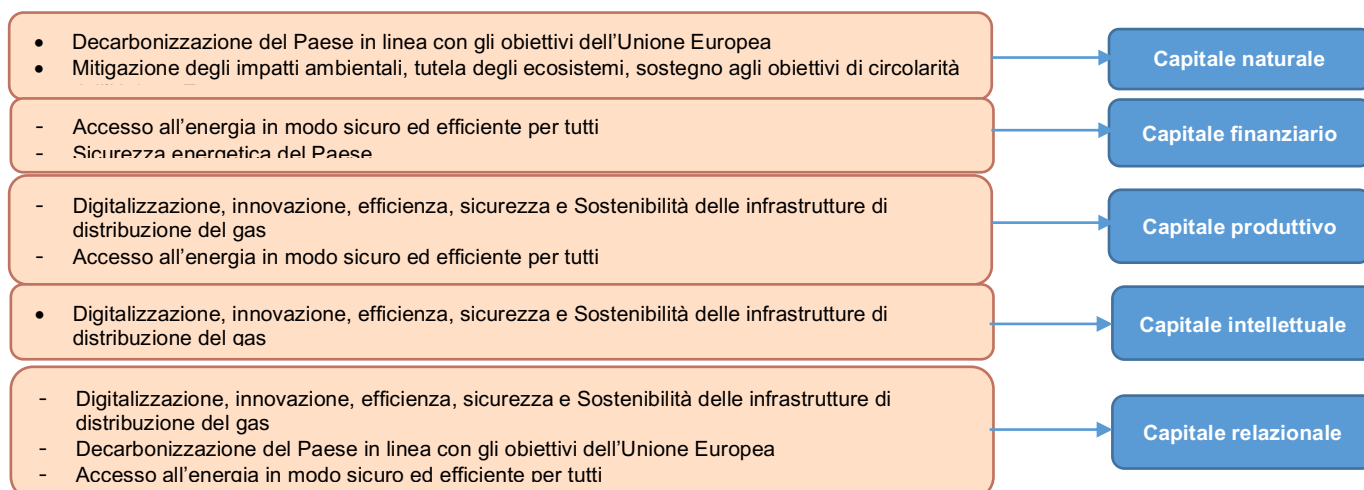 • Decarbonizzazione del Paese in linea con gli obiettivi dell'Unione Europea
• Mitigazione degli impatti ambientali, tutela degli ecosistemi, sostegno agli obiettivi di circolarità
Capitale naturale
- Accesso all'energia in modo sicuro ed efficiente per tutti
- Sicurezza energetica del Paese
Capitale finanziario
- Digitalizzazione, innovazione, efficienza, sicurezza e Sostenibilità delle infrastrutture di
distribuzione del gas
- Accesso all'energia in modo sicuro ed efficiente per tutti
Capitale produttivo
• Digitalizzazione, innovazione, efficienza, sicurezza e Sostenibilità delle infrastrutture di
distribuzione del gas
Capitale intellettuale
- Digitalizzazione, innovazione, efficienza, sicurezza e Sostenibilità delle infrastrutture di
distribuzione del gas
- Decarbonizzazione del Paese in linea con gli obiettivi dell'Unione Europea
- Accesso all'energia in modo sicuro ed efficiente per tutti
Capitale relazionale